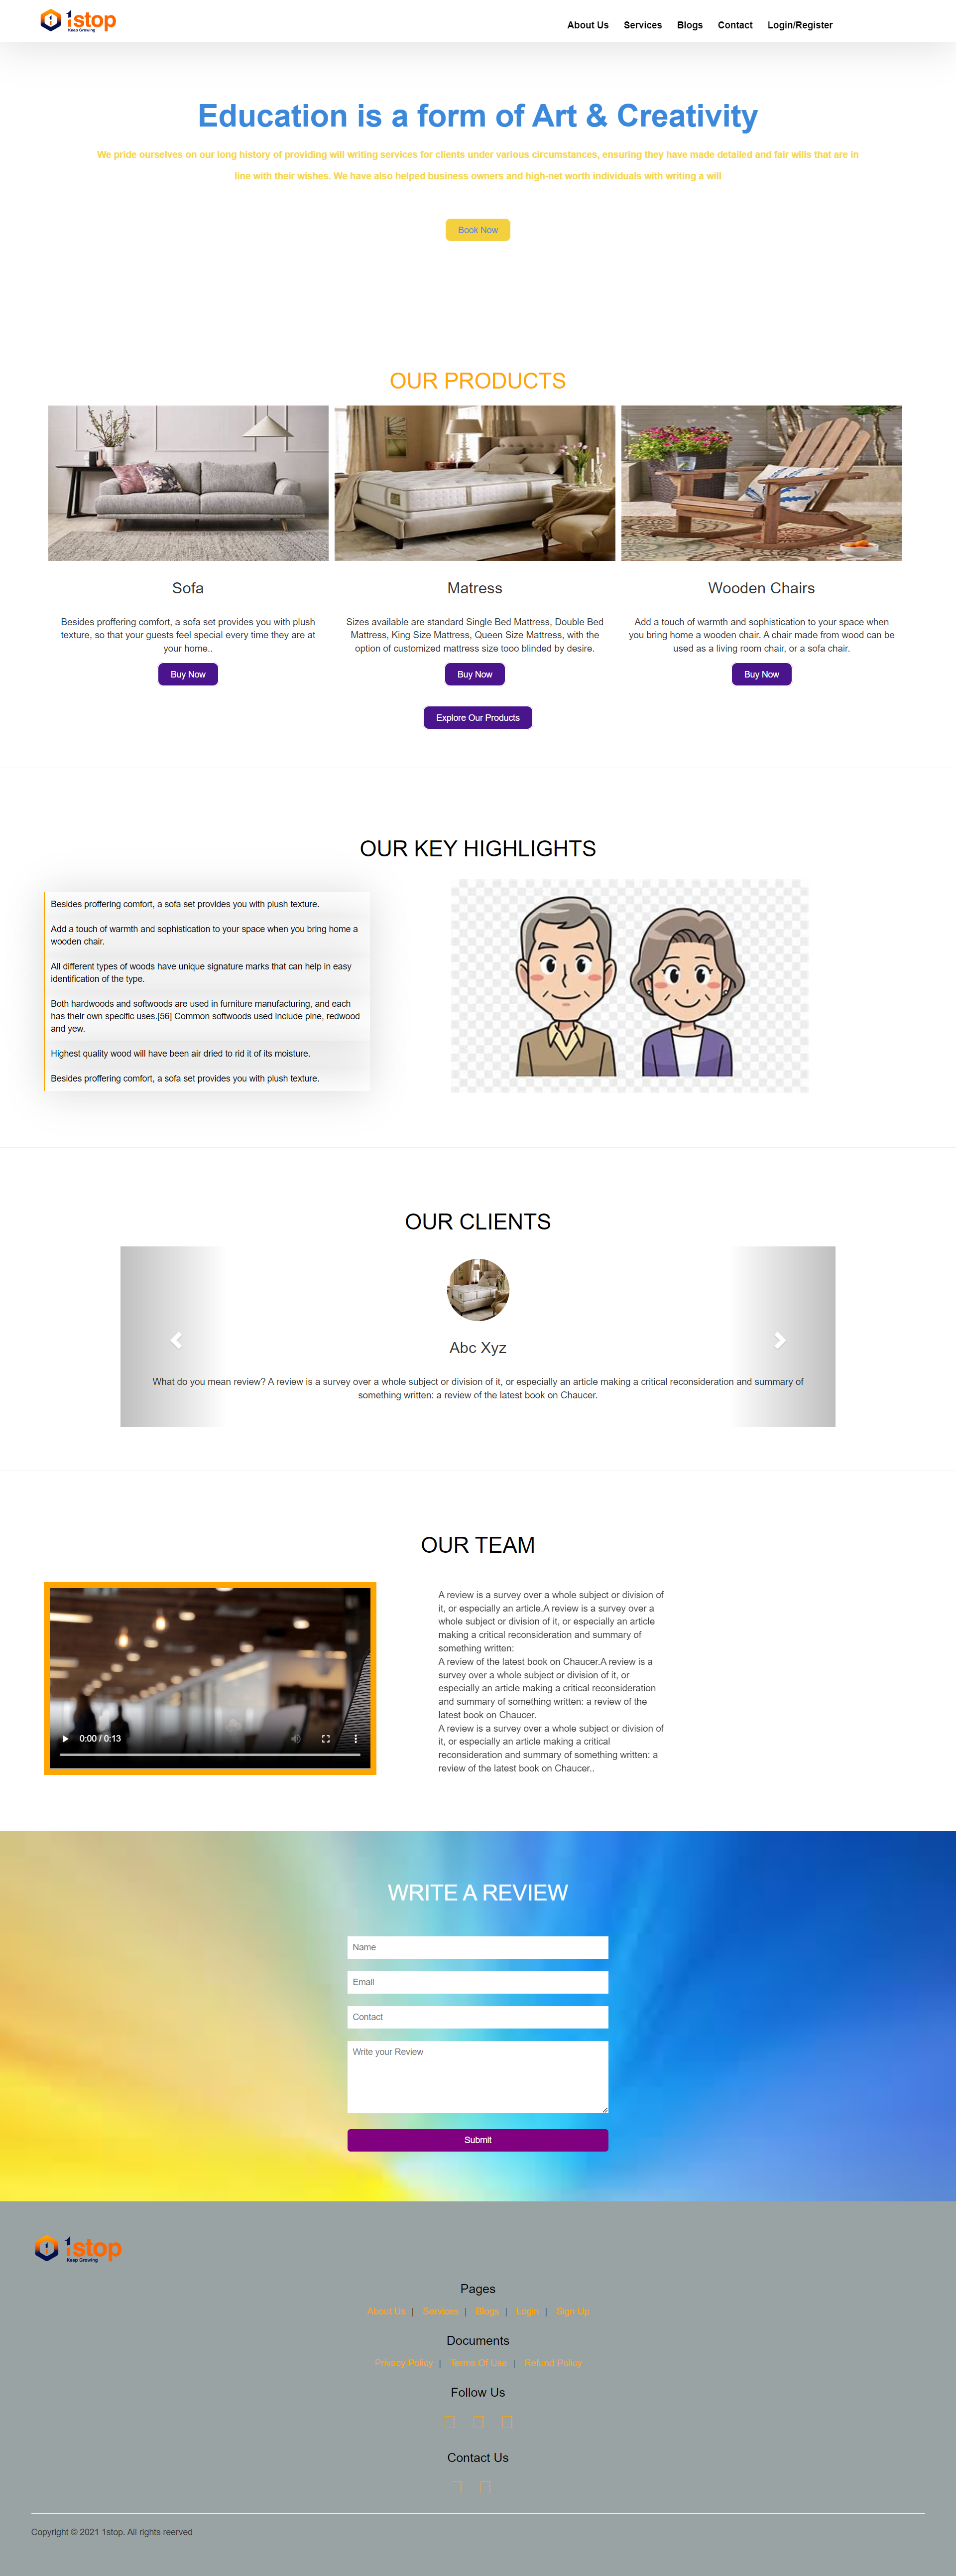 1stop
Keep Growing
About Us Services Blogs Contact Login/Register
Education is a form of Art & Creativity
We pride ourselves on our long history of providing will writing services for clients under various circumstances, ensuring they have made detailed and fair wills that are in
line with their wishes. We have also helped business owners and high-net worth individuals with writing a will
Book Now
OUR PRODUCTS
Sofa
Besides proffering comfort, a sofa set provides you with plush
texture, so that your guests feel special every time they are at
your home..
Buy Now
Matress
Sizes available are standard Single Bed Mattress, Double Bed
Mattress, King Size Mattress, Queen Size Mattress, with the
option of customized mattress size tooo blinded by desire.
Buy Now
Wooden Chairs
Add a touch of warmth and sophistication to your space when
you bring home a wooden chair. A chair made from wood can be
used as a living room chair, or a sofa chair.
Buy Now
Explore Our Products
OUR KEY HIGHLIGHTS
Besides proffering comfort, a sofa set provides you with plush texture.
Add a touch of warmth and sophistication to your space when you bring home a
wooden chair.
All different types of woods have unique signature marks that can help in easy
identification of the type.
Both hardwoods and softwoods are used in furniture manufacturing, and each
has their own specific uses.[56] Common softwoods used include pine, redwood
and yew.
Highest quality wood will have been air dried to rid it of its moisture.
Besides proffering comfort, a sofa set provides you with plush texture.
OUR CLIENTS
Abc Xyz
What do you mean review? A review is a survey over a whole subject or division of it, or especially an article making a critical reconsideration and summary of
something written: a review of the latest book on Chaucer.
OUR TEAM
0:00 / 0:13
A review is a survey over a whole subject or division of
it, or especially an article.A review is a survey over a
whole subject or division of it, or especially an article
making a critical reconsideration and summary of
something written:
A review of the latest book on Chaucer.A review is a
survey over a whole subject or division of it, or
especially an article making a critical reconsideration
and summary of something written: a review of the
latest book on Chaucer.
A review is a survey over a whole subject or division of
it, or especially an article making a critical
reconsideration and summary of something written: a
review of the latest book on Chaucer..
WRITE A REVIEW
Name
Email
Contact
Write your Review
Submit
1stop
Keep Growing
Pages
About Us | Services | Blogs | Login | Sign Up
Documents
Privacy Policy | Terms Of Use | Refund Policy
Follow Us
Contact Us
Copyright © 2021 1stop. All rights reerved